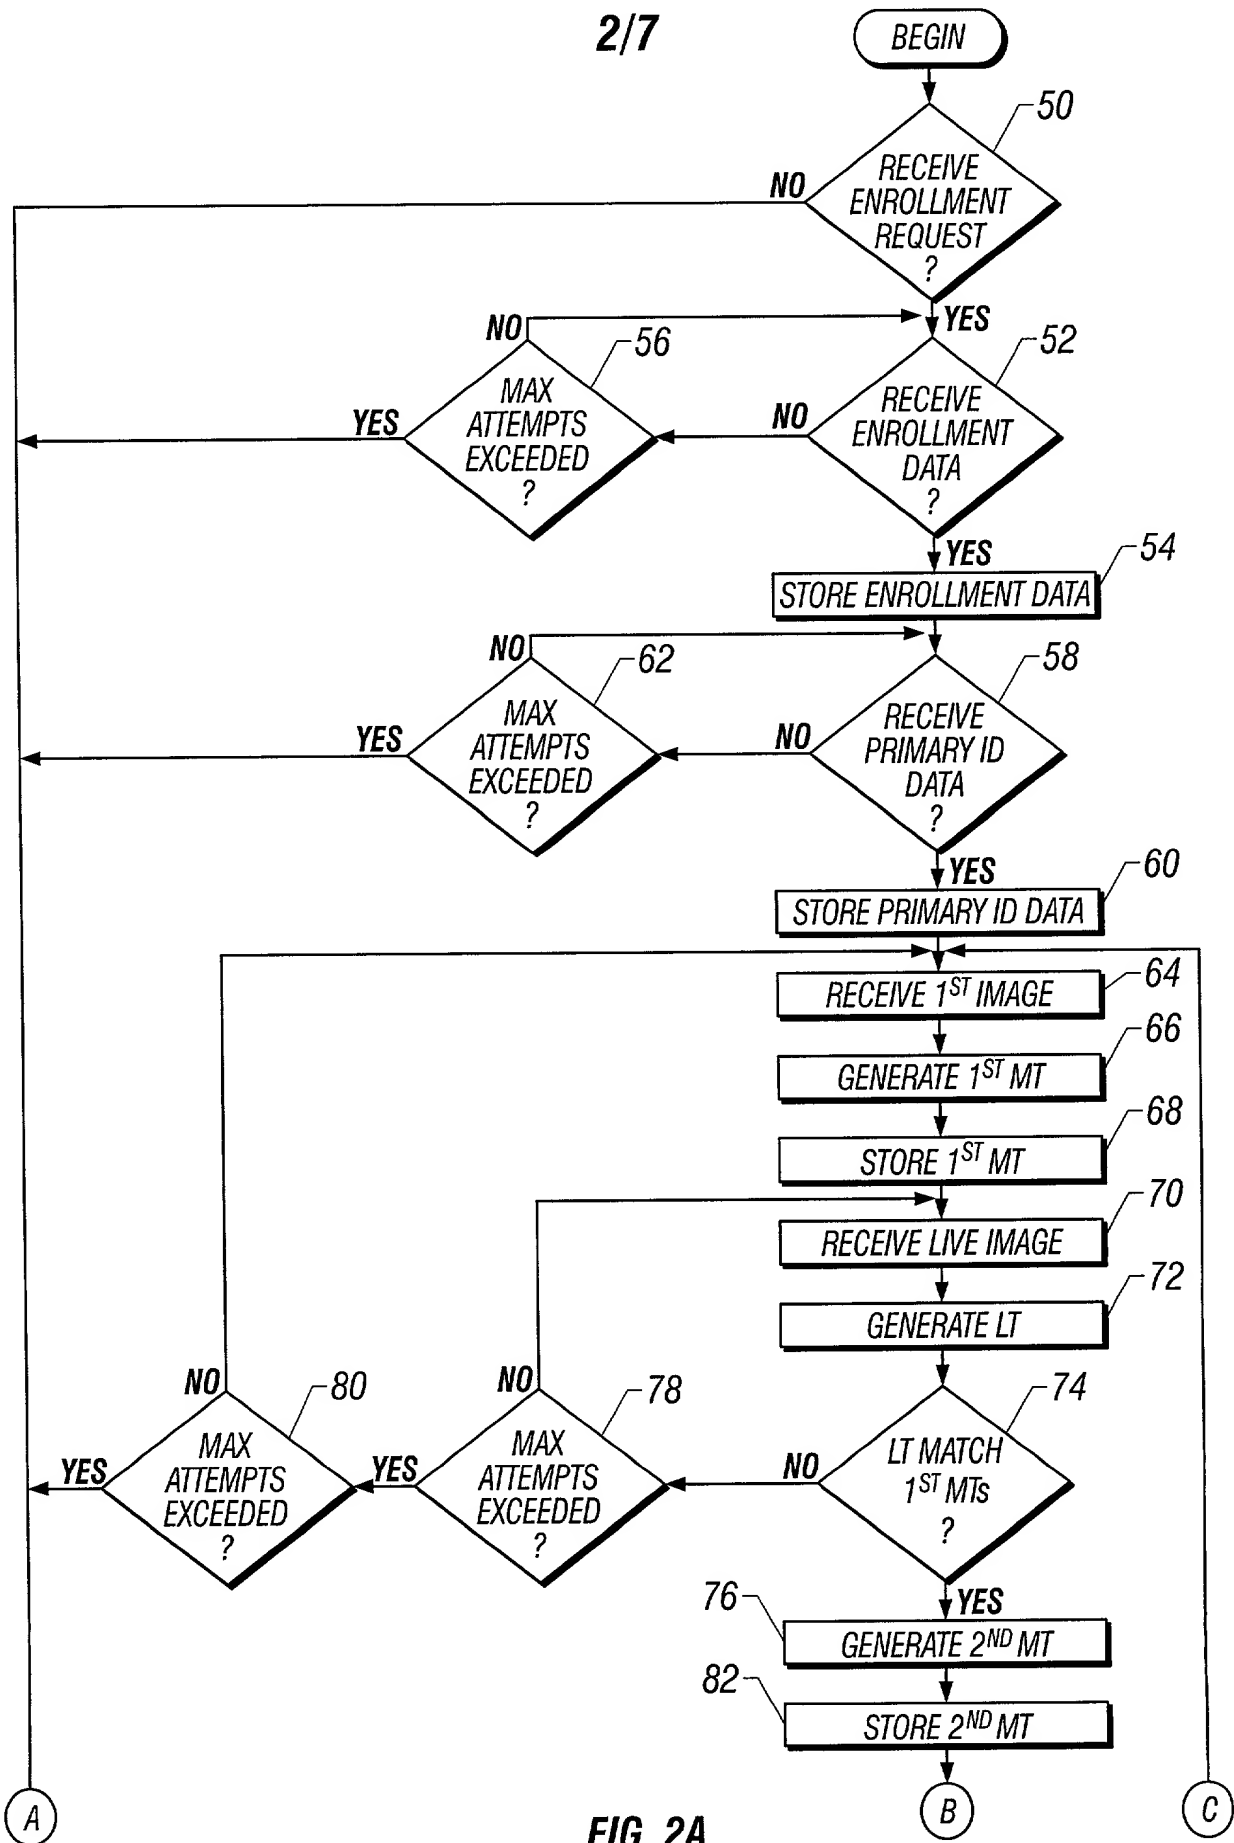 2/7
BEGIN
50
RECEIVE
ENROLLMENT
REQUEST
?
NO
YES
NO
56
52
MAX
ATTEMPTS
EXCEEDED
?
YES
NO
RECEIVE
ENROLLMENT
DATA
?
YES
54
STORE ENROLLMENT DATA
NO
62
58
MAX
ATTEMPTS
EXCEEDED
?
YES
NO
RECEIVE
PRIMARY ID
DATA
?
YES
60
STORE PRIMARY ID DATA
64
RECEIVE 1ST IMAGE
66
GENERATE 1ST MT
68
STORE 1ST MT
70
RECEIVE LIVE IMAGE
72
GENERATE LT
NO
80
NO
78
74
YES
MAX
ATTEMPTS
EXCEEDED
?
YES
MAX
ATTEMPTS
EXCEEDED
?
NO
LT MATCH
1ST MTs
?
YES
76
GENERATE 2ND MT
82
STORE 2ND MT
A
B
C
FIG. 2A